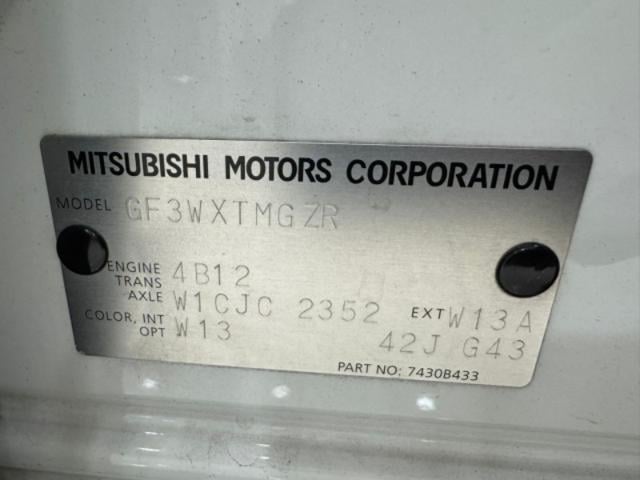 MITSUBISHI MOTORS CORPORATION
MODEL GF3WXTMGZR
ENGINE 4B12
TRANS AXLE W1CJC 2352 EXT W13A
COLOR, INT OPT W13 42J G43
PART NO: 7430B433